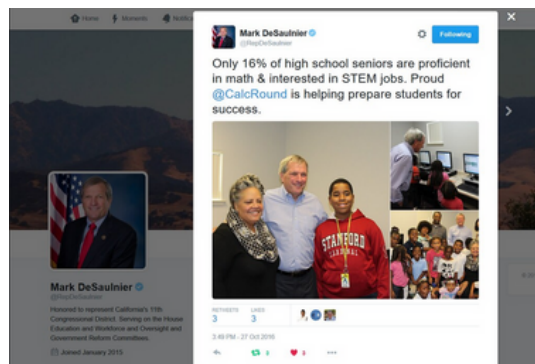 Home Moments
Mark DeSaulnier
@RepDeSaulnier
Following
Only 16% of high school seniors are proficient
in math & interested in STEM jobs. Proud
@CalcRound is helping prepare students for
success.
STANFORD
CARDINAL
RETWEETS LIKES
3 3
3:49 PM - 27 Oct 2016
3 3
Mark DeSaulnier
@RepDeSaulnier
Honored to represent California's 11th
Congressional District. Serving on the House
Education and Workforce and Oversight and
Government Reform Committees.
Joined January 2015